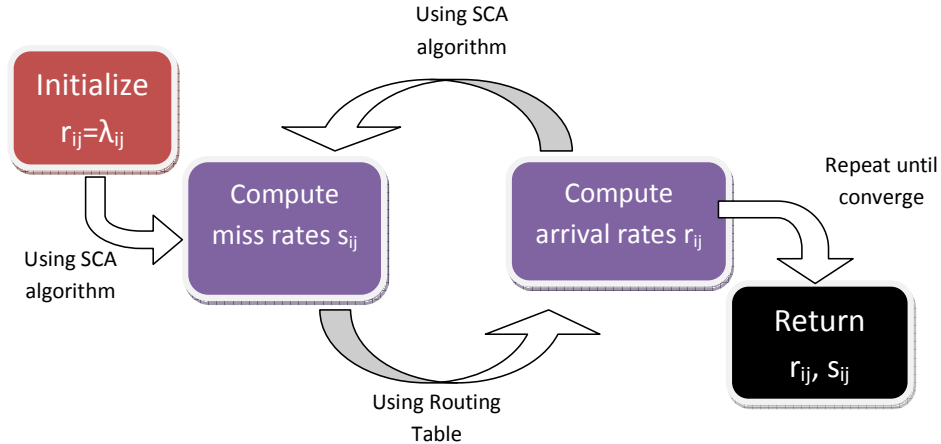 Using SCA
algorithm
Initialize
rij=λij
Using SCA
algorithm
Compute
miss rates sij
Compute
arrival rates rij
Repeat until
converge
Using Routing
Table
Return
rij, sij